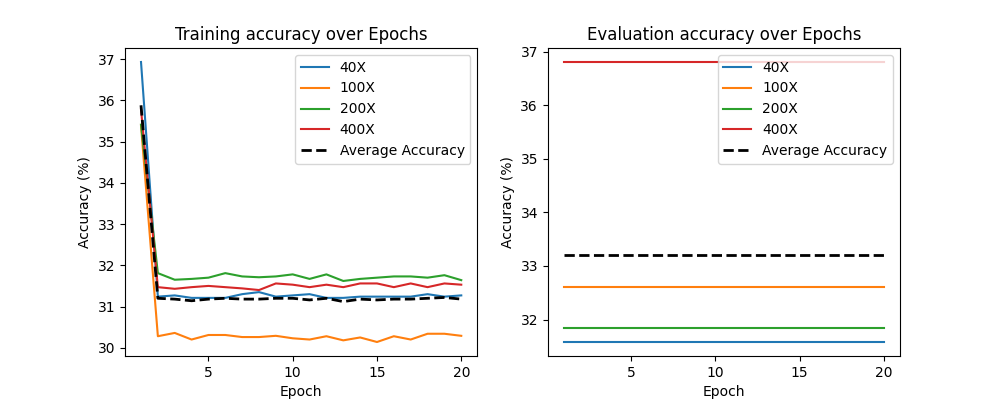 Training accuracy over Epochs
Accuracy (%)
37
36
35
34
33
32
31
30
40X
100X
200X
400X
Average Accuracy
5
10
15
20
Epoch
Evaluation accuracy over Epochs
Accuracy (%)
37
36
35
34
33
32
40X
100X
200X
400X
Average Accuracy
5
10
15
20
Epoch